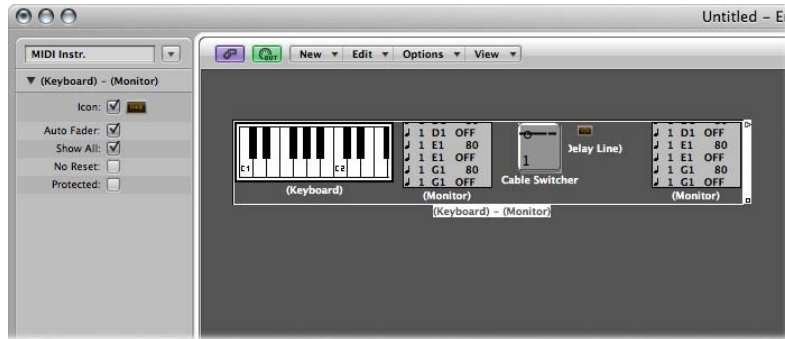 Untitled – E
MIDI Instr.
New Edit Options View
(Keyboard) – (Monitor)
Icon:
Auto Fader:
Show All:
No Reset:
Protected:
C1 C2
(Keyboard)
1 D1 OFF
1 E1 80
1 E1 OFF
1 G1 80
1 G1 OFF
(Monitor)
1
Cable Switcher
elay Line)
1 D1 OFF
1 E1 80
1 E1 OFF
1 G1 80
1 G1 OFF
(Monitor)
(Keyboard) – (Monitor)